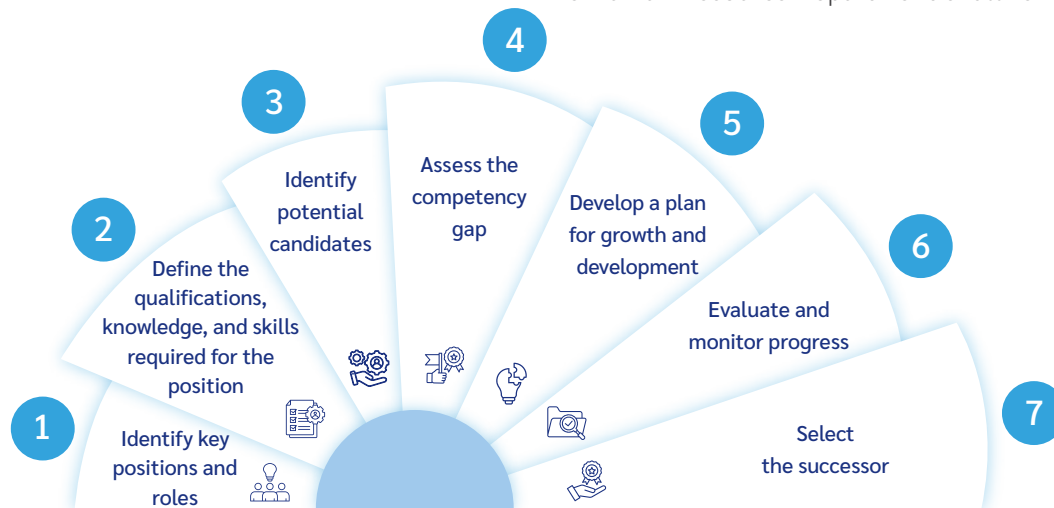 4
3
5
Identify
potential
candidates
Assess the
competency
gap
Develop a plan
for growth and
development
2
6
Define the
qualifications,
knowledge, and skills
required for the
position
Evaluate and
monitor progress
1
7
Identify key
positions and
roles
Select
the successor